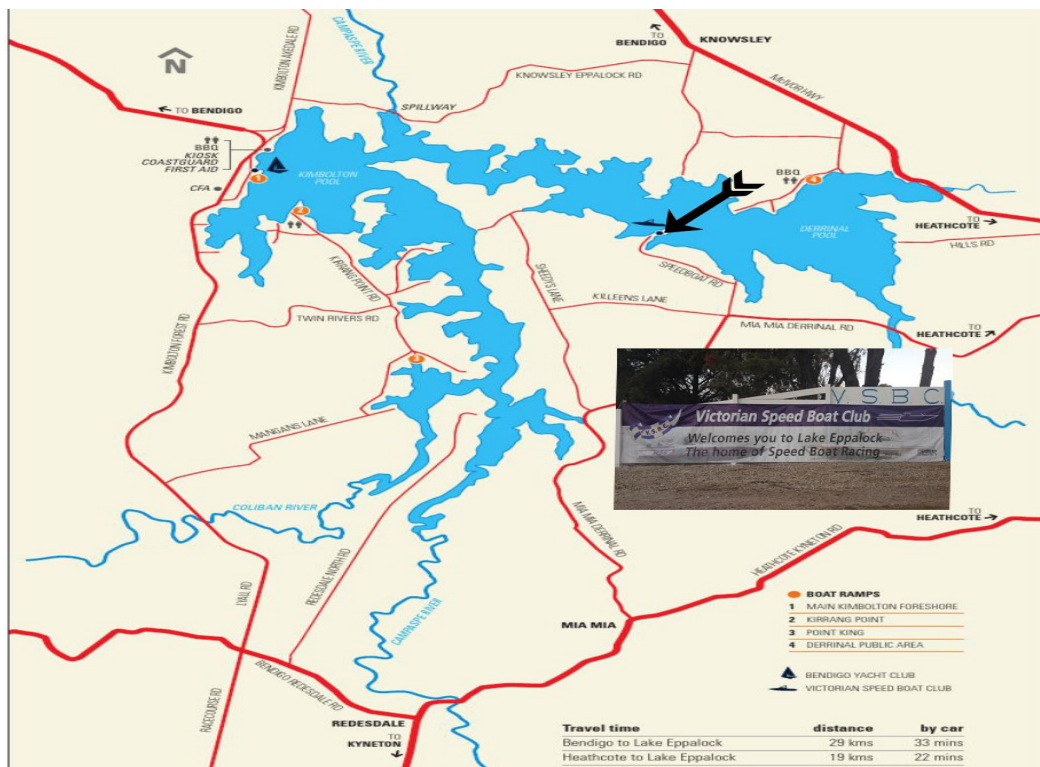 TO
BENDIGO
KNOWSLEY
CAMPASPE RIVER
N
KIMBOLTON AXEDALE RD
KNOWSLEY EPPALOCK RD
McIVOR HWY
TO BENDIGO
SPILLWAY
BBQ
KIOSK
COASTGUARD
FIRST AID
CFA
1
KIMBOLTON
POOL
2
BBQ
4
TO
HEATHCOTE
DERRINAL
POOL
HILLS RD
KIRRANG POINT RD
SHEEDYS LANE
SPEEDBOAT RD
KILLEENS LANE
TWIN RIVERS RD
MIA MIA DERRINAL RD
TO
HEATHCOTE
KIMBOLTON FOREST RD
3
VSBC
Victorian Speed Boat Club
Welcomes you to Lake Eppalock
The home of Speed Boat Racing
MANGANS LANE
COLIBAN RIVER
REDESDALE NORTH RD
MIA MIA DERRINAL RD
TO
HEATHCOTE
HEATHCOTE KYNETON RD
LYALL RD
CAMPASPE RIVER
MIA MIA
BOAT RAMPS
1 MAIN KIMBOLTON FORESHORE
2 KIRRANG POINT
3 POINT KING
4 DERRINAL PUBLIC AREA
BENDIGO YACHT CLUB
VICTORIAN SPEED BOAT CLUB
BENDIGO REDESDALE RD
RACECOURSE RD
REDESDALE
TO
KYNETON
Travel time distance by car
Bendigo to Lake Eppalock 29 kms 33 mins
Heathcote to Lake Eppalock 19 kms 22 mins